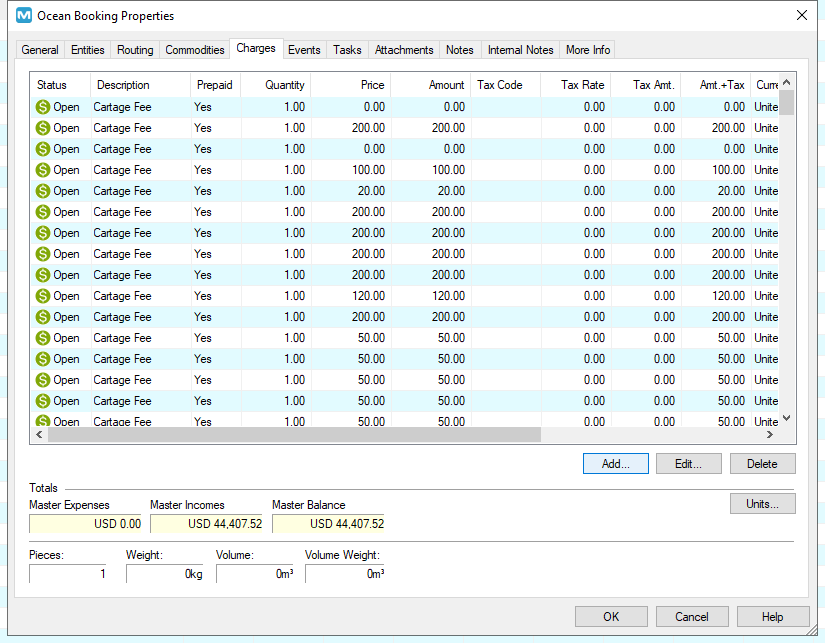 M Ocean Booking Properties
General Entities Routing Commodities Charges Events Tasks Attachments Notes Internal Notes More Info
Status Description Prepaid Quantity Price Amount Tax Code Tax Rate Tax Amt. Amt.+Tax Curre
$ Open Cartage Fee Yes 1.00 0.00 0.00 0.00 0.00 0.00 Unite
$ Open Cartage Fee Yes 1.00 200.00 200.00 0.00 0.00 200.00 Unite
$ Open Cartage Fee Yes 1.00 0.00 0.00 0.00 0.00 0.00 Unite
$ Open Cartage Fee Yes 1.00 100.00 100.00 0.00 0.00 100.00 Unite
$ Open Cartage Fee Yes 1.00 20.00 20.00 0.00 0.00 20.00 Unite
$ Open Cartage Fee Yes 1.00 200.00 200.00 0.00 0.00 200.00 Unite
$ Open Cartage Fee Yes 1.00 200.00 200.00 0.00 0.00 200.00 Unite
$ Open Cartage Fee Yes 1.00 200.00 200.00 0.00 0.00 200.00 Unite
$ Open Cartage Fee Yes 1.00 200.00 200.00 0.00 0.00 200.00 Unite
$ Open Cartage Fee Yes 1.00 120.00 120.00 0.00 0.00 120.00 Unite
$ Open Cartage Fee Yes 1.00 200.00 200.00 0.00 0.00 200.00 Unite
$ Open Cartage Fee Yes 1.00 50.00 50.00 0.00 0.00 50.00 Unite
$ Open Cartage Fee Yes 1.00 50.00 50.00 0.00 0.00 50.00 Unite
$ Open Cartage Fee Yes 1.00 50.00 50.00 0.00 0.00 50.00 Unite
$ Open Cartage Fee Yes 1.00 50.00 50.00 0.00 0.00 50.00 Unite
$ Open Cartage Fee Yes 1.00 50.00 50.00 0.00 0.00 50.00 Unite
Add... Edit... Delete
Totals
Master Expenses Master Incomes Master Balance Units...
USD 0.00 USD 44,407.52 USD 44,407.52
Pieces: Weight: Volume: Volume Weight:
1 0kg 0m³ 0m³
OK Cancel Help